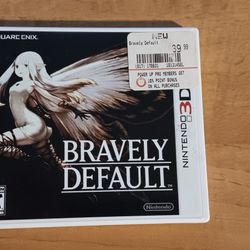 SQUARE ENIX.
NEW
Bravely Default
39.99
POWER UP PRO MEMBERS GET
10% POINT BONUS
ON ALL PURCHASES
NINTENDO 3DS
BRAVELY
DEFAULT™
Nintendo